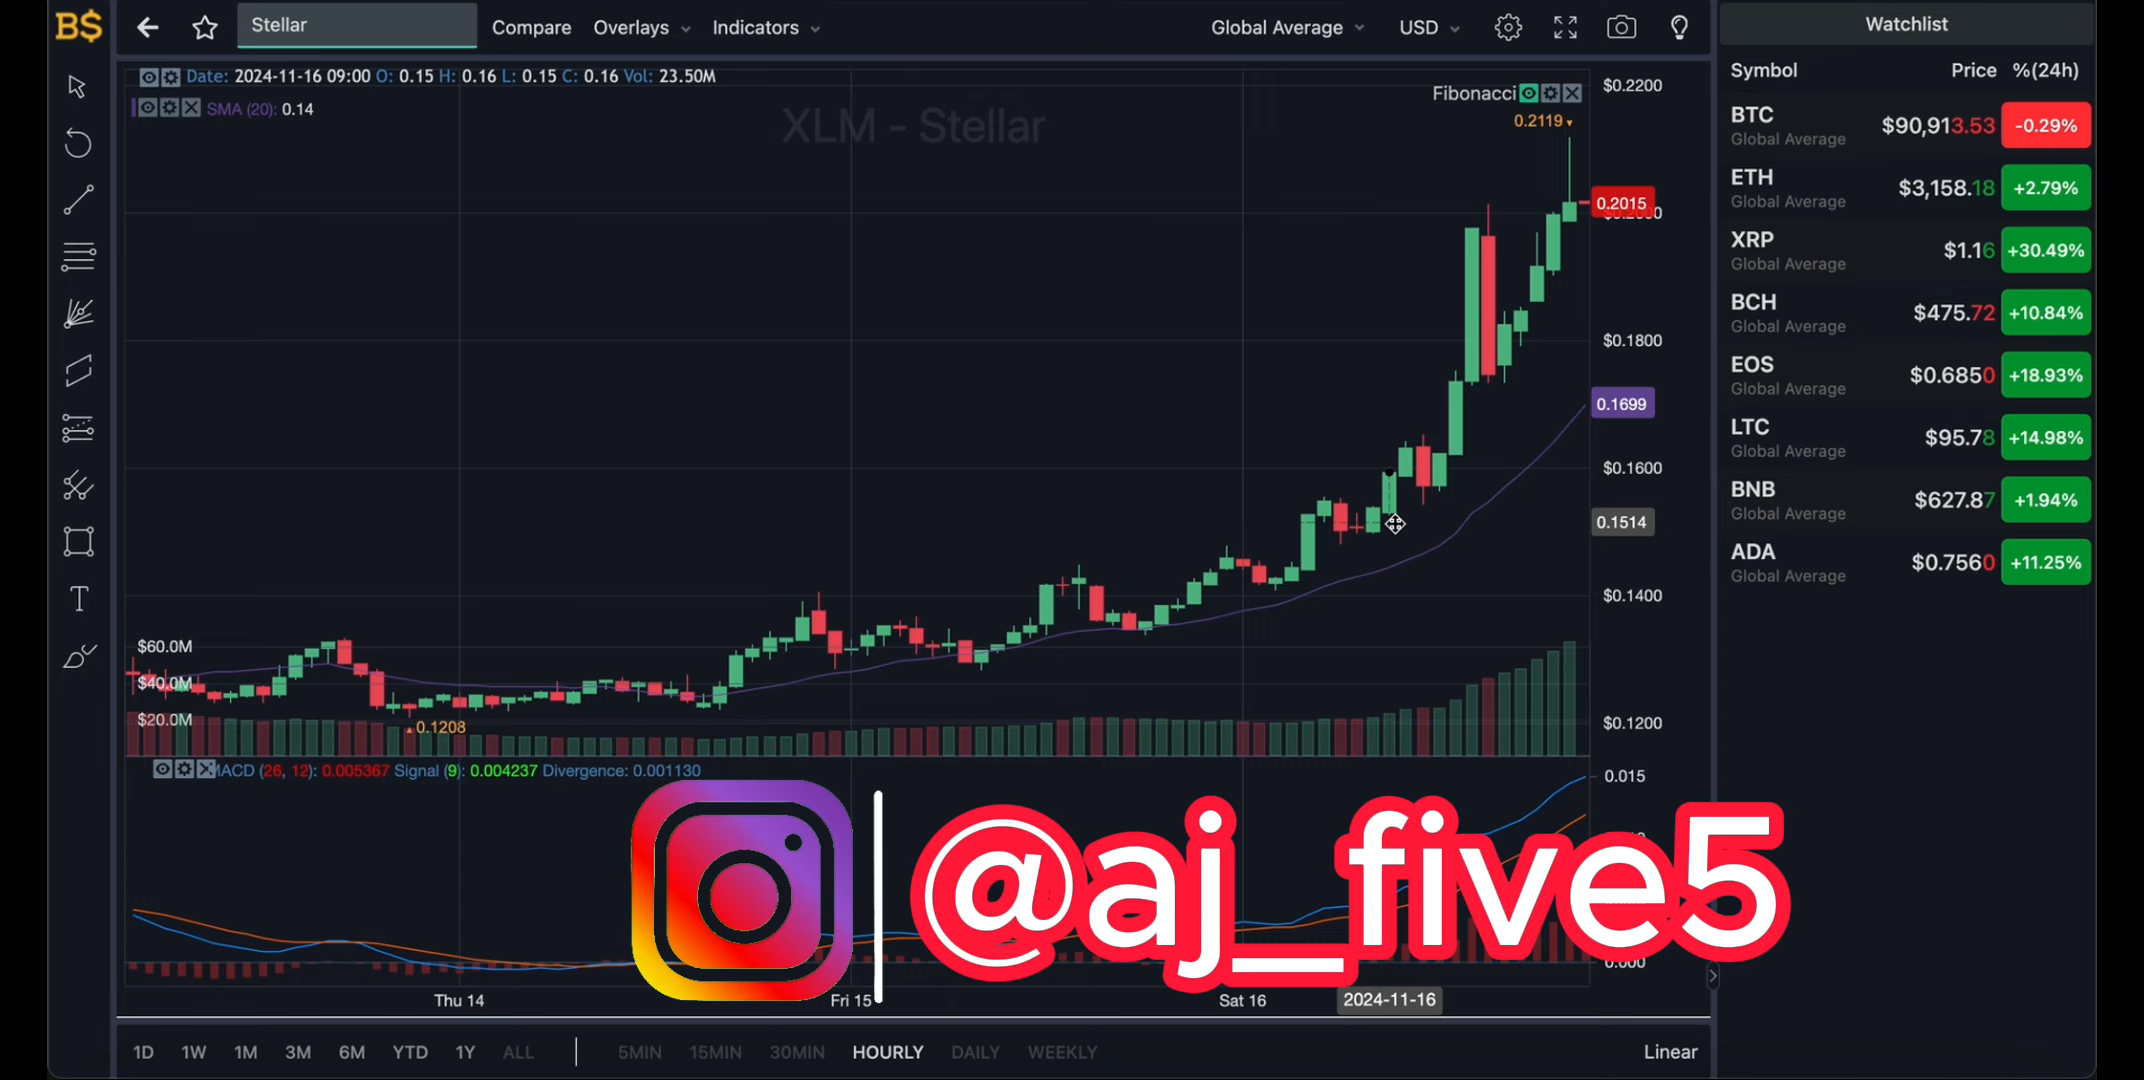 B$
Stellar
Compare
Overlays
Indicators
Global Average
USD
Watchlist
Date: 2024-11-16 09:00 O: 0.15 H: 0.16 L: 0.15 C: 0.16 Vol: 23.50M
SMA (20): 0.14
XLM - Stellar
Fibonacci
0.2119
$0.2200
0.2015
$0.1800
0.1699
$0.1600
0.1514
$0.1400
$0.1200
$60.0M
$40.0M
$20.0M
0.1208
MACD (26, 12): 0.005367 Signal (9): 0.004237 Divergence: 0.001130
0.015
0.000
@aj_five5
Thu 14
Fri 15
Sat 16
2024-11-16
1D 1W 1M 3M 6M YTD 1Y ALL
5MIN 15MIN 30MIN HOURLY DAILY WEEKLY
Linear
Symbol Price %(24h)
BTC $90,913.53 -0.29%
Global Average
ETH $3,158.18 +2.79%
Global Average
XRP $1.16 +30.49%
Global Average
BCH $475.72 +10.84%
Global Average
EOS $0.6850 +18.93%
Global Average
LTC $95.78 +14.98%
Global Average
BNB $627.87 +1.94%
Global Average
ADA $0.7560 +11.25%
Global Average